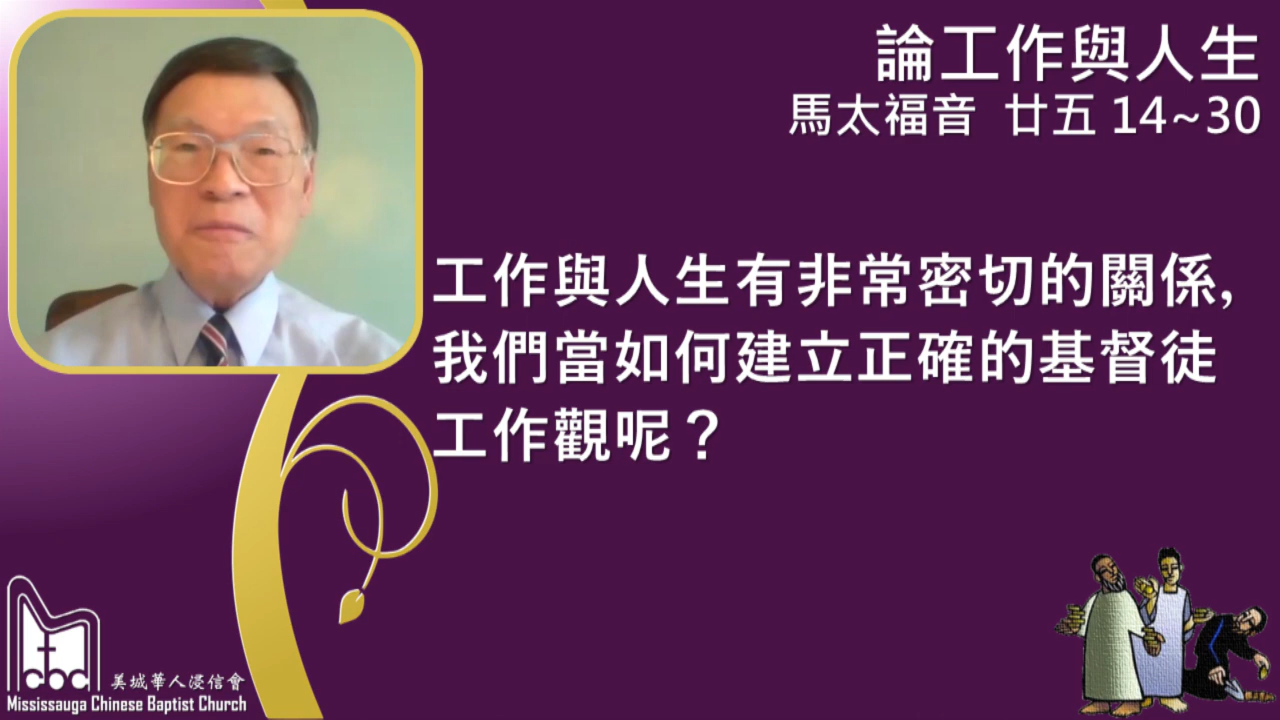 論工作與人生
馬太福音 廿五 14~30
工作與人生有非常密切的關係,
我們當如何建立正確的基督徒
工作觀呢？
cbc
美城華人浸信會
Mississauga Chinese Baptist Church